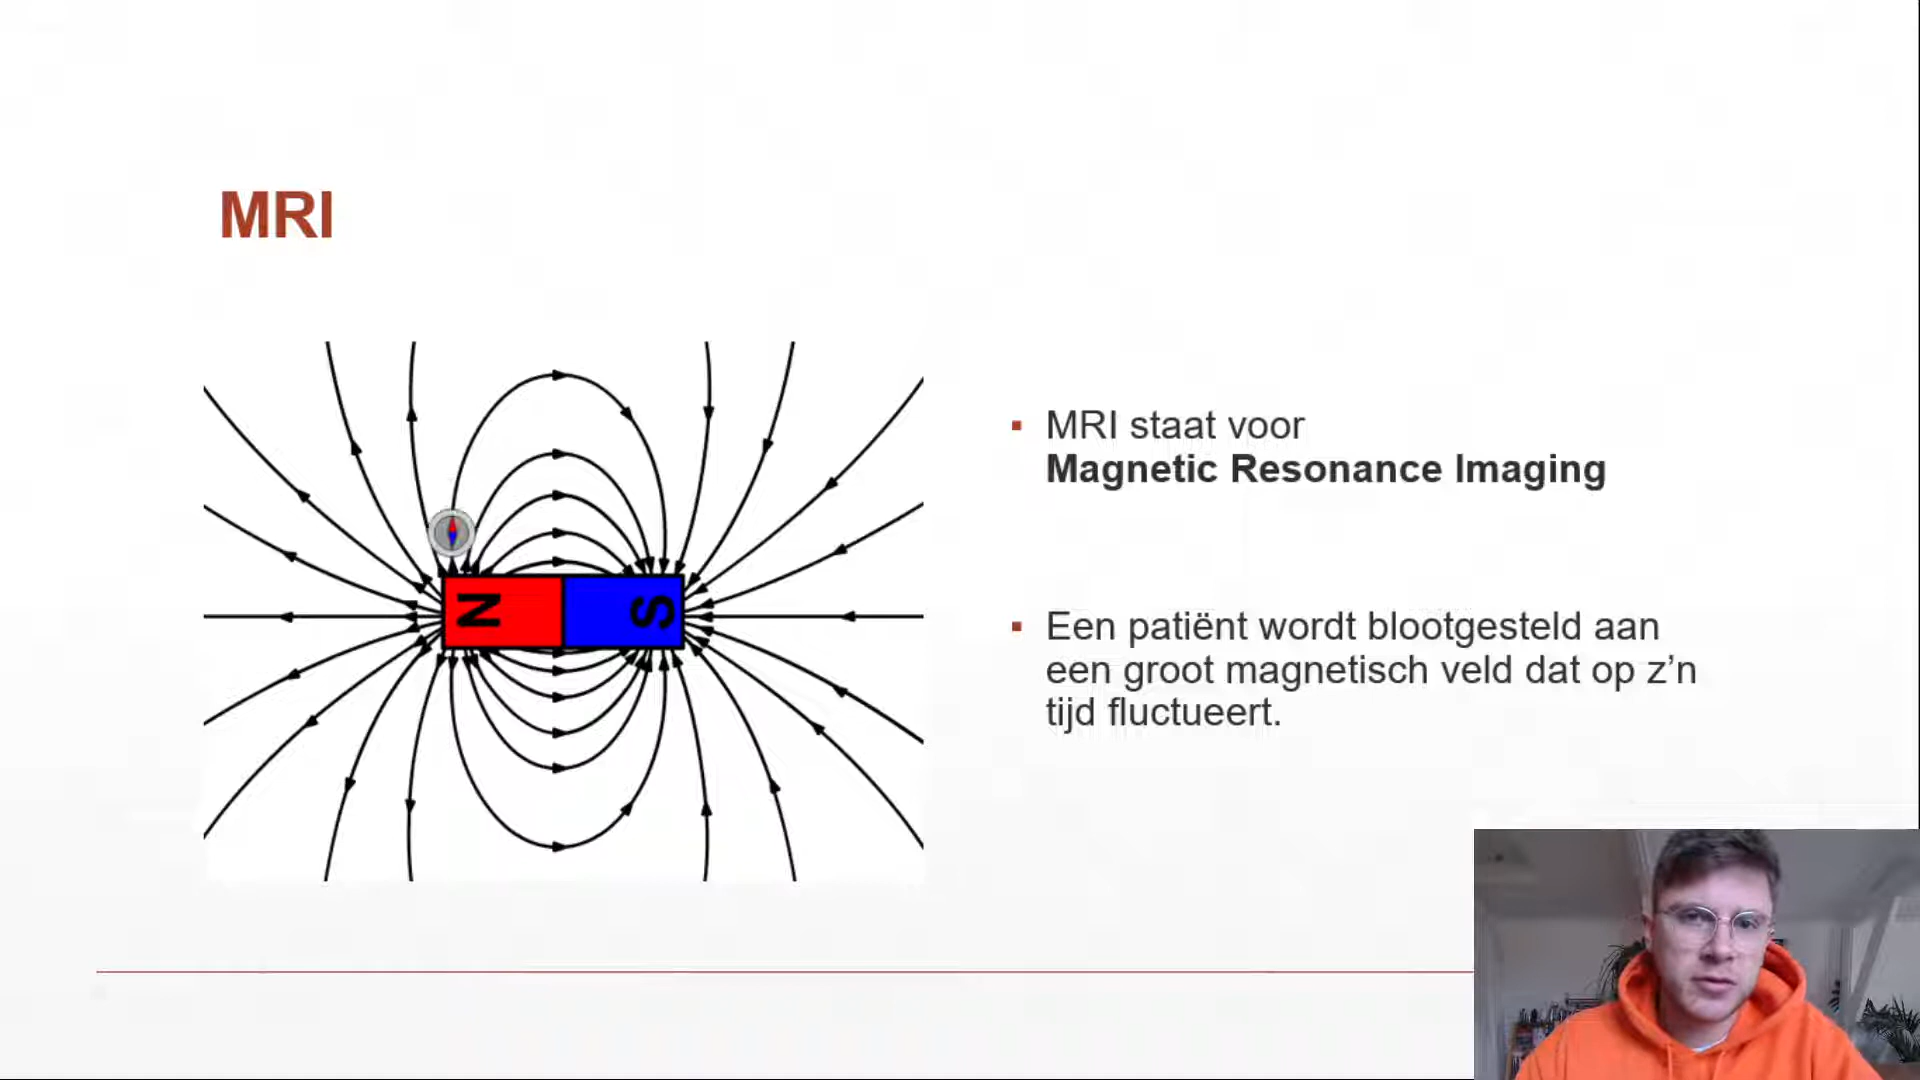 MRI
N S
MRI staat voor
Magnetic Resonance Imaging
Een patiënt wordt blootgesteld aan
een groot magnetisch veld dat op z’n
tijd fluctueert.